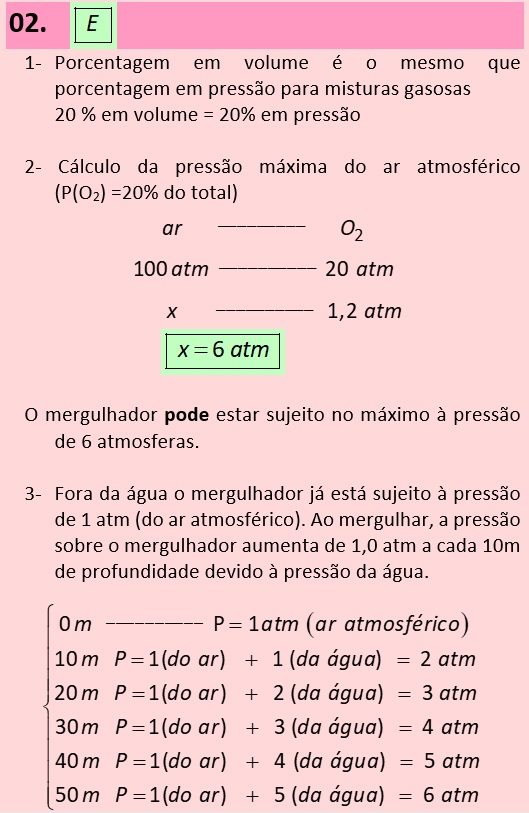 02. E
1- Porcentagem em volume é o mesmo que
porcentagem em pressão para misturas gasosas
20 % em volume = 20% em pressão
2- Cálculo da pressão máxima do ar atmosférico
(P(O₂) =20% do total)
ar ―――――― O₂
100 atm ―――――― 20 atm
x ―――――― 1,2 atm
x = 6 atm
O mergulhador pode estar sujeito no máximo à pressão
de 6 atmosferas.
3- Fora da água o mergulhador já está sujeito à pressão
de 1 atm (do ar atmosférico). Ao mergulhar, a pressão
sobre o mergulhador aumenta de 1,0 atm a cada 10m
de profundidade devido à pressão da água.
0 m ―――――― P = 1 atm (ar atmosférico)
10 m P = 1 (do ar) + 1 (da água) = 2 atm
20 m P = 1 (do ar) + 2 (da água) = 3 atm
30 m P = 1 (do ar) + 3 (da água) = 4 atm
40 m P = 1 (do ar) + 4 (da água) = 5 atm
50 m P = 1 (do ar) + 5 (da água) = 6 atm